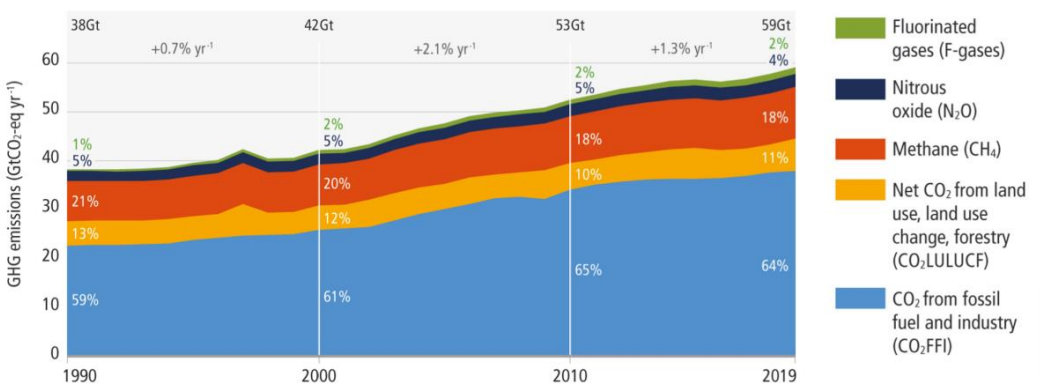 38Gt 42Gt 53Gt 59Gt
+0.7% yr⁻¹ +2.1% yr⁻¹ +1.3% yr⁻¹
GHG emissions (GtCO₂-eq yr⁻¹)
60
50
40
30
20
10
0
1%
5%
21%
13%
59%
2%
5%
20%
12%
61%
2%
5%
18%
10%
65%
2%
4%
18%
11%
64%
1990 2000 2010 2019
Fluorinated
gases (F-gases)
Nitrous
oxide (N₂O)
Methane (CH₄)
Net CO₂ from land
use, land use
change, forestry
(CO₂LULUCF)
CO₂ from fossil
fuel and industry
(CO₂FFI)